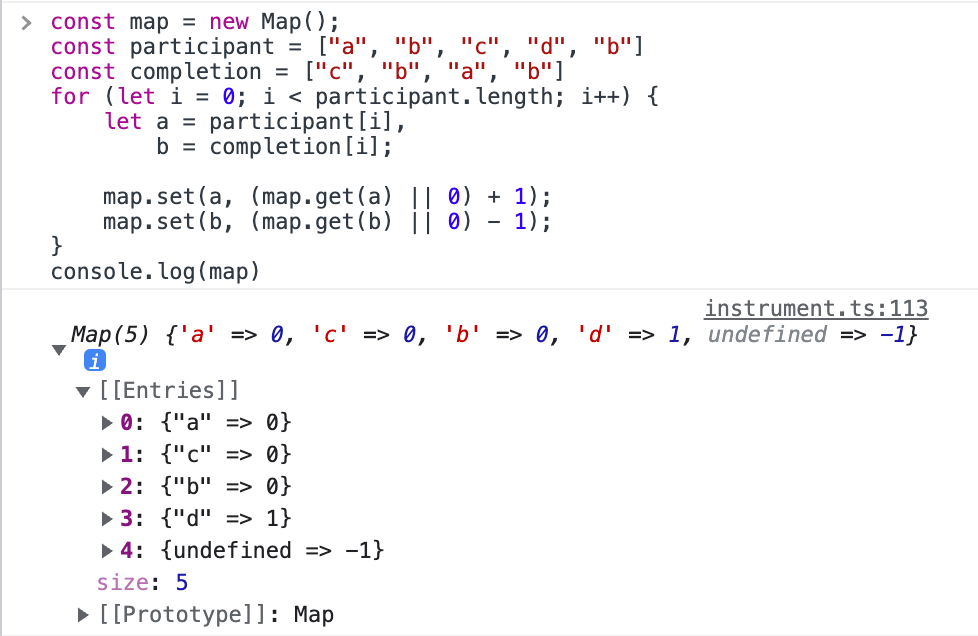 const map = new Map();
const participant = ["a", "b", "c", "d", "b"]
const completion = ["c", "b", "a", "b"]
for (let i = 0; i < participant.length; i++) {
    let a = participant[i],
        b = completion[i];

    map.set(a, (map.get(a) || 0) + 1);
    map.set(b, (map.get(b) || 0) - 1);
}
console.log(map)
instrument.ts:113
Map(5) {'a' => 0, 'c' => 0, 'b' => 0, 'd' => 1, undefined => -1}
i
[[Entries]]
0: {"a" => 0}
1: {"c" => 0}
2: {"b" => 0}
3: {"d" => 1}
4: {undefined => -1}
size: 5
[[Prototype]]: Map